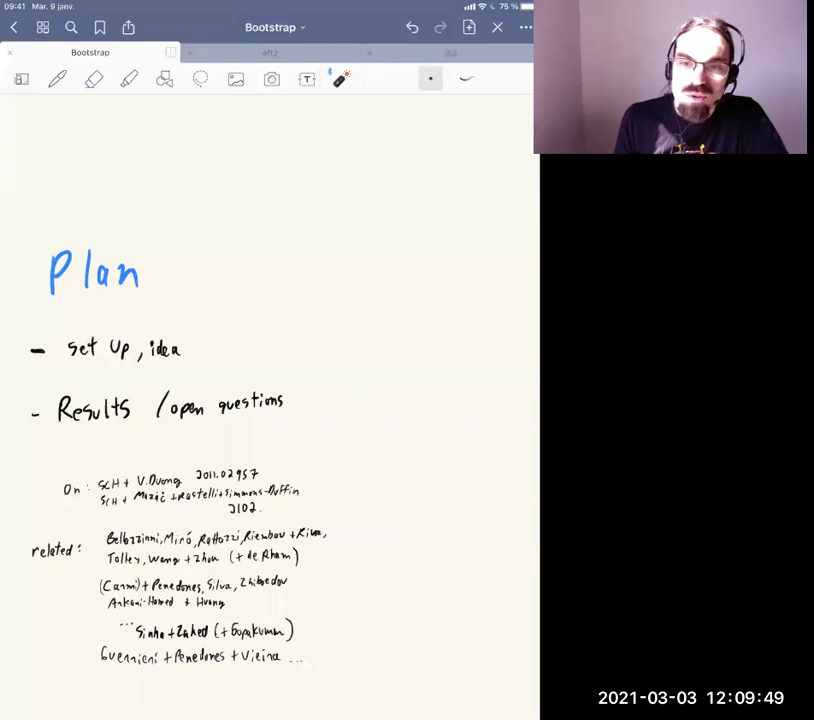 09:41 Mar. 9 janv.
75 %
Bootstrap
Bootstrap
eft2
Plan
- set up, idea
- Results / open questions
On: SCH + V.Duong 2011.02957
SCH + Mazáč + Rastelli + Simmons-Duffin
2102.
related: Bellazzini, Miró, Rattazzi, Riembau + Riva,
Tolley, Wang + Zhou (+ de Rham)
(Carmi) + Penedones, Silva, Zhiboedov
Arkani-Hamed + Huang
... Sinha + Zahed (+ Gopakumar)
Guerrieri + Penedones + Vieira ...
2021-03-03 12:09:49